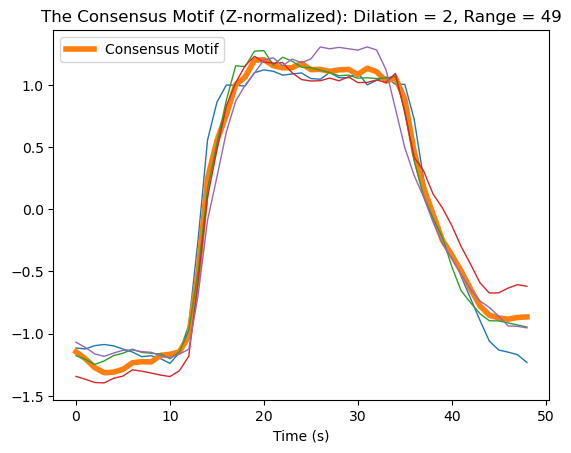 The Consensus Motif (Z-normalized): Dilation = 2, Range = 49
Consensus Motif
1.0
0.5
0.0
−0.5
−1.0
−1.5
0 10 20 30 40 50
Time (s)